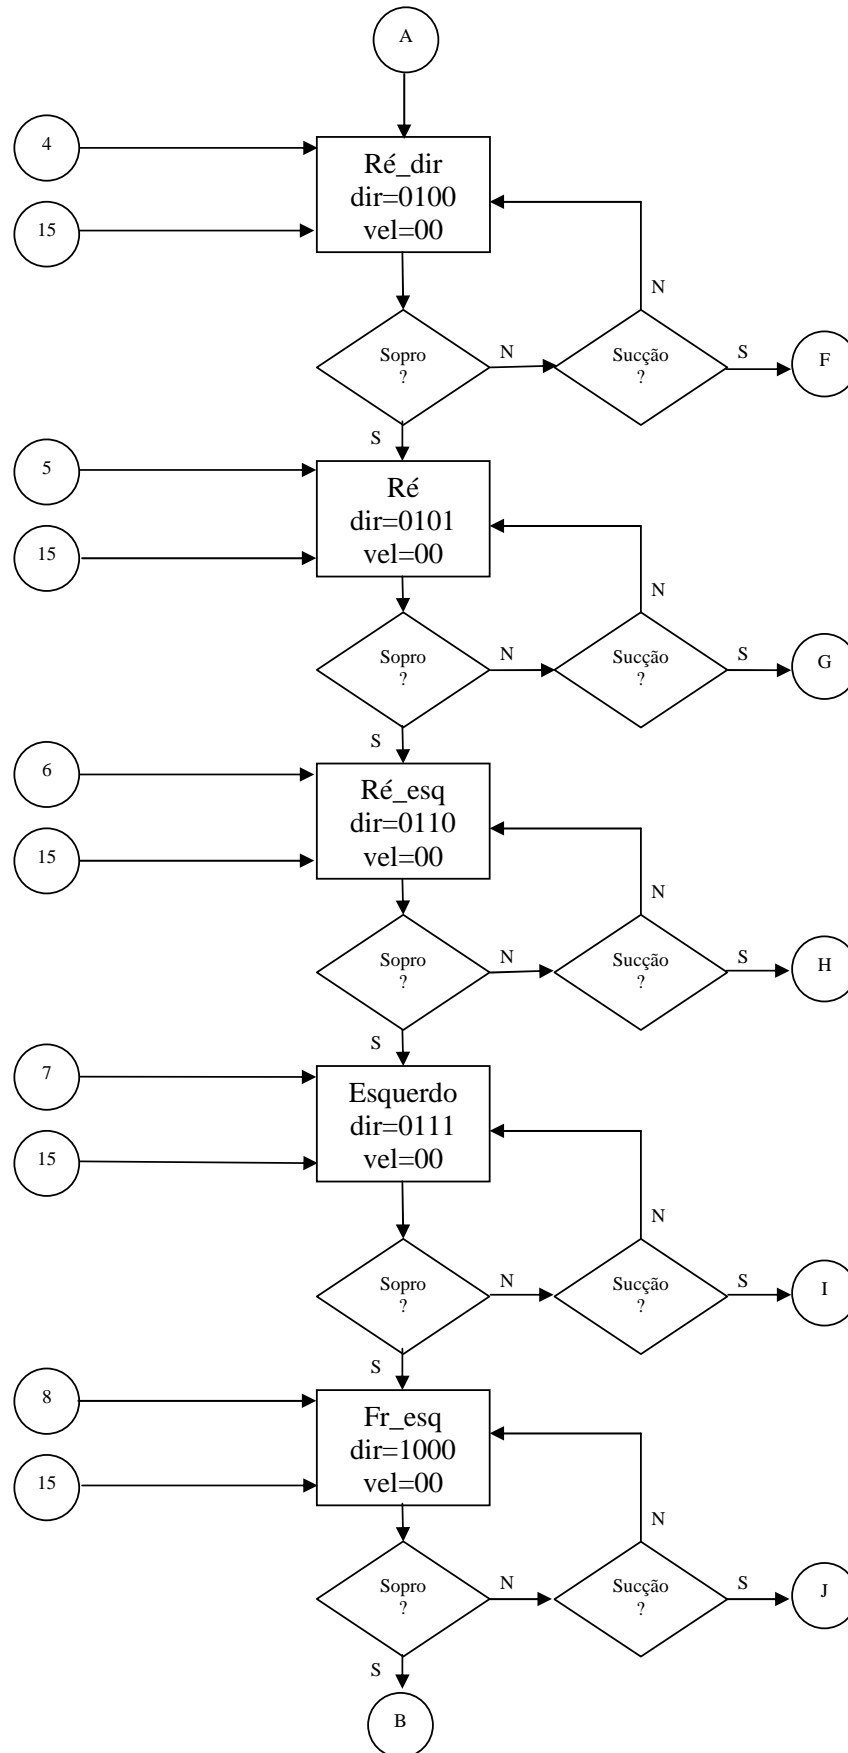 A
4
Ré_dir
dir=0100
vel=00
15
N
Sopro
?
N
Sucção
?
S
F
S
5
Ré
dir=0101
vel=00
15
N
Sopro
?
N
Sucção
?
S
G
S
6
Ré_esq
dir=0110
vel=00
15
N
Sopro
?
N
Sucção
?
S
H
S
7
Esquerdo
dir=0111
vel=00
15
N
Sopro
?
N
Sucção
?
S
I
S
8
Fr_esq
dir=1000
vel=00
15
N
Sopro
?
N
Sucção
?
S
J
S
B